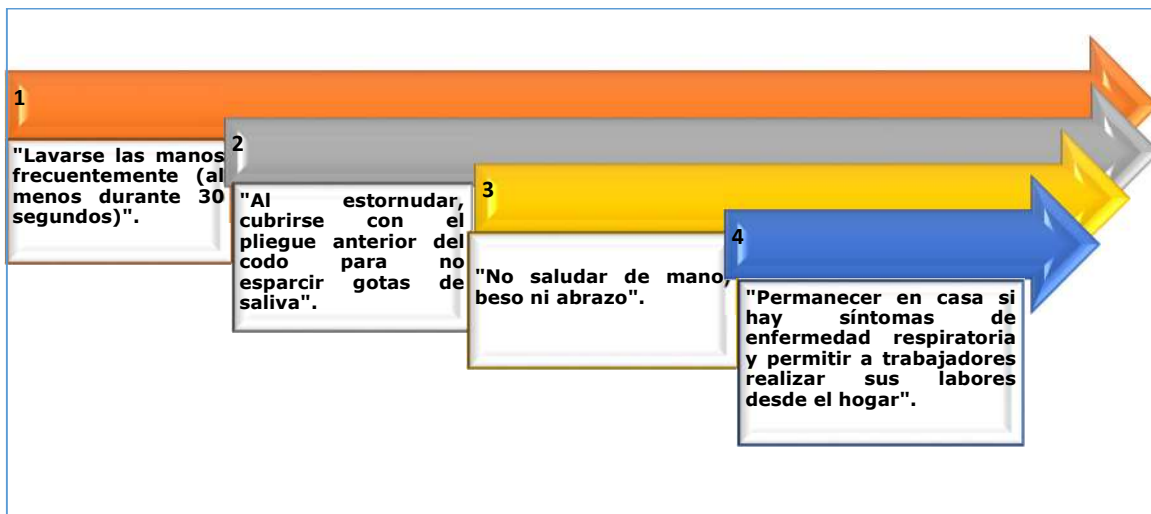 1
"Lavarse las manos
frecuentemente (al
menos durante 30
segundos)".
2
"Al estornudar,
cubrirse con el
pliegue anterior del
codo para no
esparcir gotas de
saliva".
3
"No saludar de mano,
beso ni abrazo".
4
"Permanecer en casa si
hay síntomas de
enfermedad respiratoria
y permitir a trabajadores
realizar sus labores
desde el hogar".